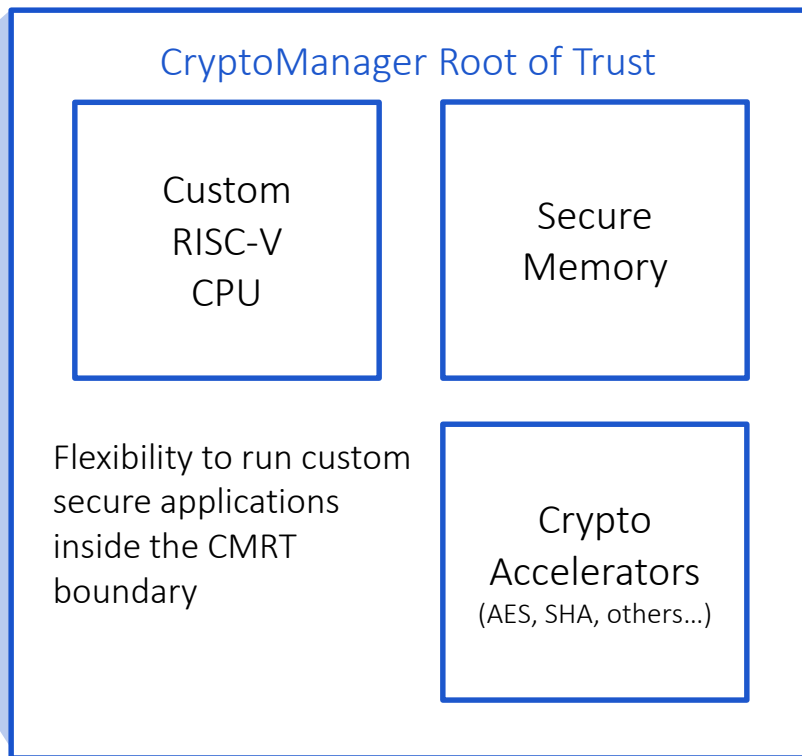 CryptoManager Root of Trust
Custom
RISC-V
CPU
Secure
Memory
Flexibility to run custom
secure applications
inside the CMRT
boundary
Crypto
Accelerators
(AES, SHA, others...)